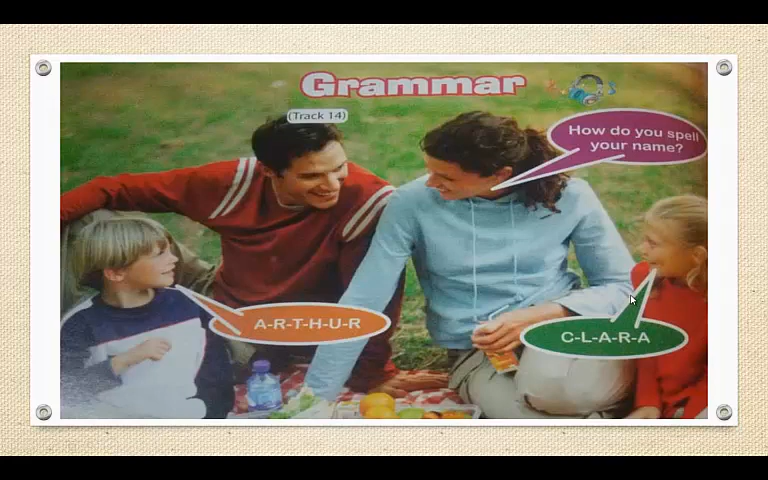 Grammar
(Track 14)
How do you spell
your name?
A-R-T-H-U-R
C-L-A-R-A